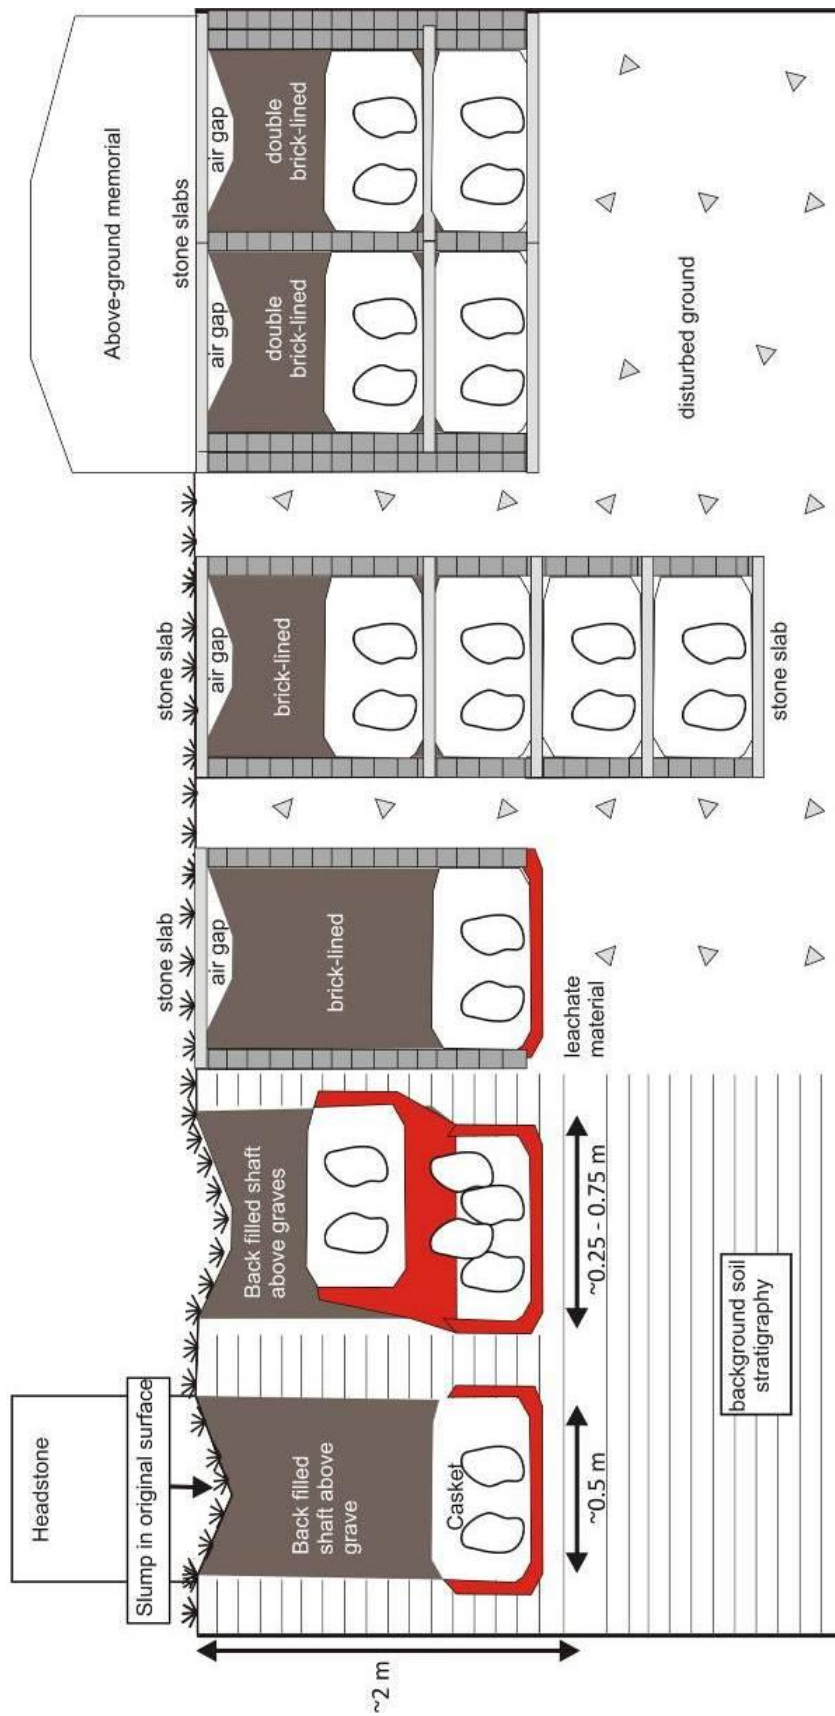 Headstone
Slump in original surface
~2 m
Back filled
shaft above
grave
Casket
~0.5 m
Back filled shaft
above graves
~0.25 - 0.75 m
background soil
stratigraphy
stone slab
air gap
brick-lined
leachate
material
stone slab
air gap
brick-lined
stone slab
Above-ground memorial
stone slabs
air gap
double
brick-lined
air gap
double
brick-lined
disturbed ground